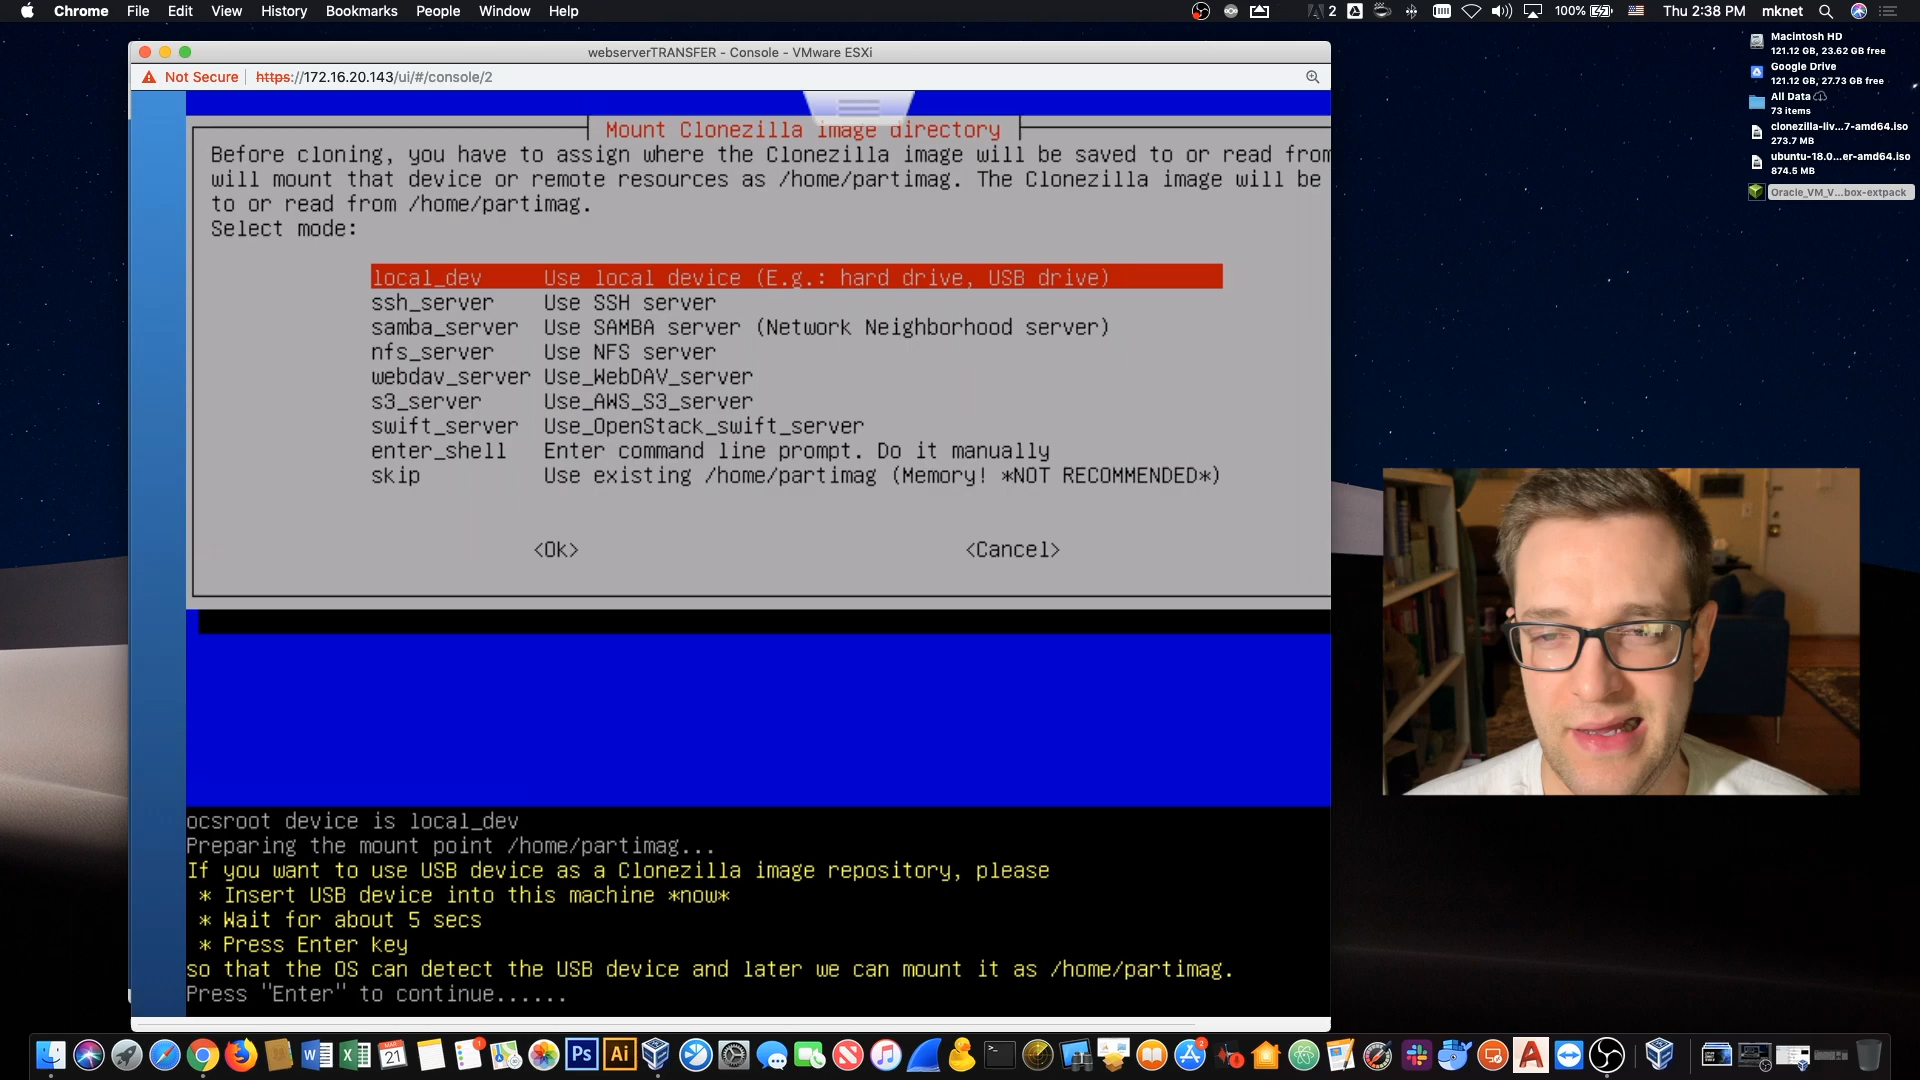 Chrome File Edit View History Bookmarks People Window Help
2 100% Thu 2:38 PM mknet
Macintosh HD
121.12 GB, 23.62 GB free
Google Drive
121.12 GB, 27.73 GB free
All Data
73 items
clonezilla-liv...7-amd64.iso
273.7 MB
ubuntu-18.0...er-amd64.iso
874.5 MB
Oracle_VM_V...box-extpack
webserverTRANSFER - Console - VMware ESXi
Not Secure https://172.16.20.143/ui/#/console/2
Mount Clonezilla image directory
Before cloning, you have to assign where the Clonezilla image will be saved to or read from
will mount that device or remote resources as /home/partimag. The Clonezilla image will be
to or read from /home/partimag.
Select mode:
local_dev Use local device (E.g.: hard drive, USB drive)
ssh_server Use SSH server
samba_server Use SAMBA server (Network Neighborhood server)
nfs_server Use NFS server
webdav_server Use_WebDAV_server
s3_server Use_AWS_S3_server
swift_server Use_OpenStack_swift_server
enter_shell Enter command line prompt. Do it manually
skip Use existing /home/partimag (Memory! *NOT RECOMMENDED*)
<Ok> <Cancel>
ocsroot device is local_dev
Preparing the mount point /home/partimag...
If you want to use USB device as a Clonezilla image repository, please
* Insert USB device into this machine *now*
* Wait for about 5 secs
* Press Enter key
so that the OS can detect the USB device and later we can mount it as /home/partimag.
Press "Enter" to continue......
21 1 Ps Ai 2